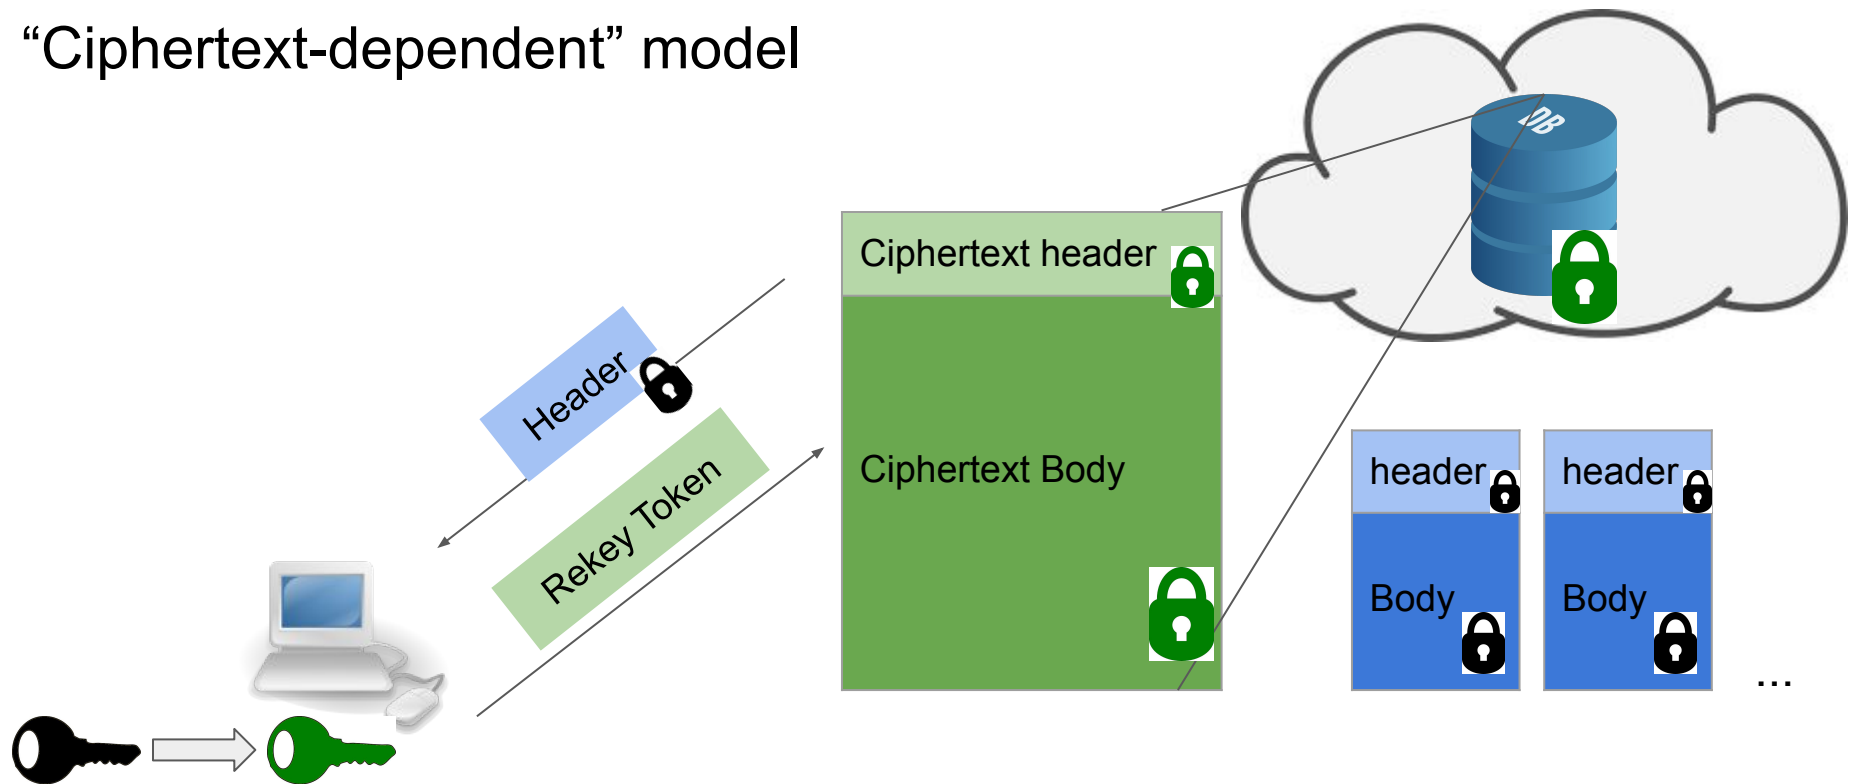 “Ciphertext-dependent” model
DB
Ciphertext header
Header
Ciphertext Body
Rekey Token
header
header
Body
Body
...